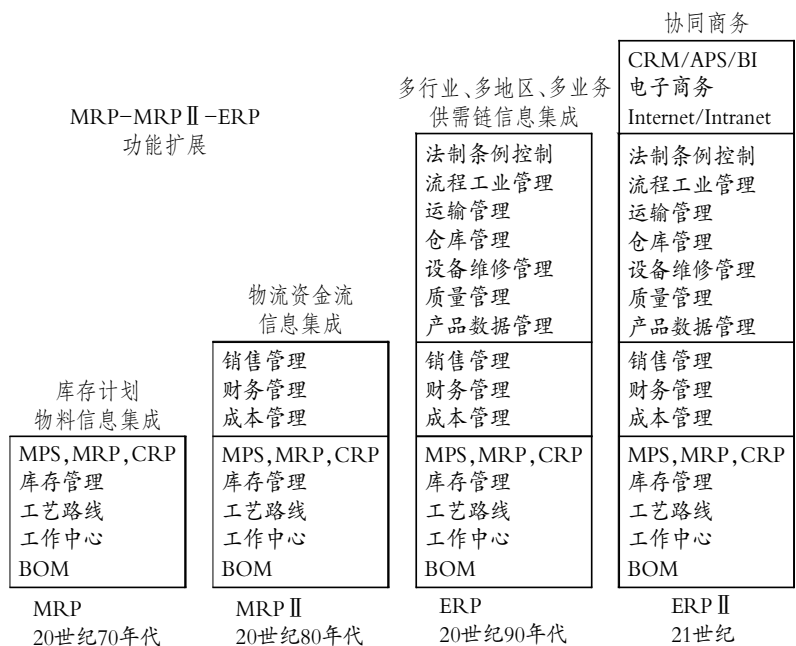 MRP-MRPⅡ-ERP
功能扩展
库存计划
物料信息集成
MPS,MRP,CRP
库存管理
工艺路线
工作中心
BOM
MRP
20世纪70年代
物流资金流
信息集成
销售管理
财务管理
成本管理
MPS,MRP,CRP
库存管理
工艺路线
工作中心
BOM
MRPⅡ
20世纪80年代
多行业、多地区、多业务
供需链信息集成
法制条例控制
流程工业管理
运输管理
仓库管理
设备维修管理
质量管理
产品数据管理
销售管理
财务管理
成本管理
MPS,MRP,CRP
库存管理
工艺路线
工作中心
BOM
ERP
20世纪90年代
协同商务
CRM/APS/BI
电子商务
Internet/Intranet
法制条例控制
流程工业管理
运输管理
仓库管理
设备维修管理
质量管理
产品数据管理
销售管理
财务管理
成本管理
MPS,MRP,CRP
库存管理
工艺路线
工作中心
BOM
ERPⅡ
21世纪